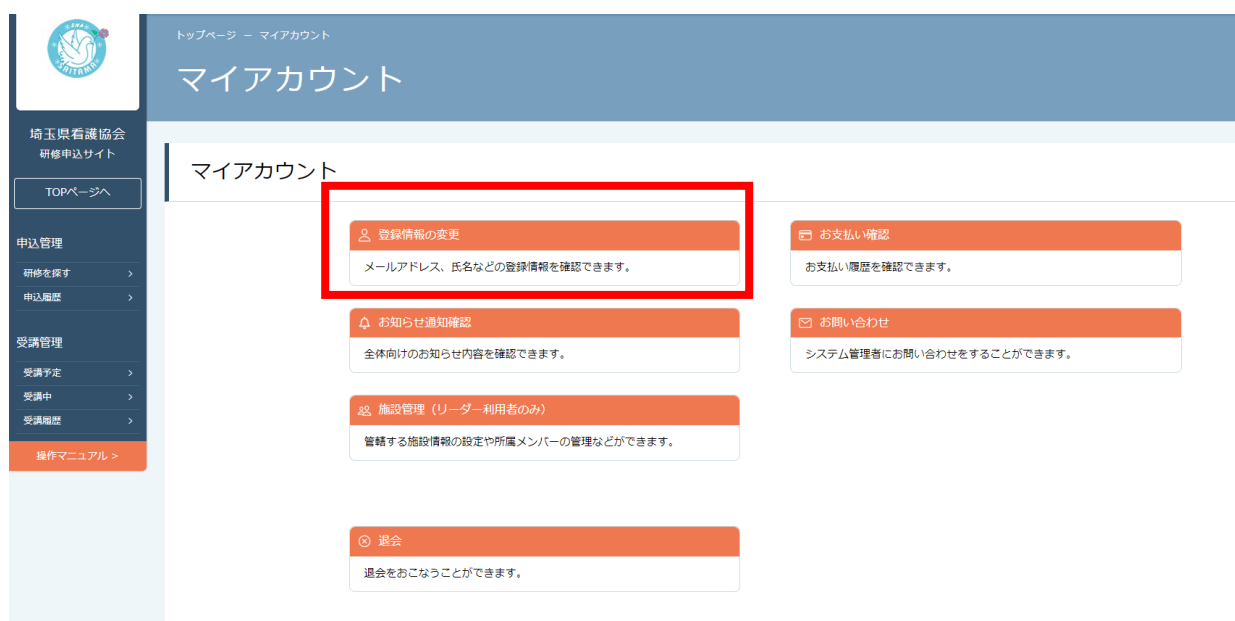 SNA
SAITAMA
埼玉県看護協会
研修申込サイト
TOPページへ
申込管理
研修を探す >
申込履歴 >
受講管理
受講予定 >
受講中 >
受講履歴 >
操作マニュアル >
トップページ － マイアカウント
マイアカウント
マイアカウント
登録情報の変更
メールアドレス、氏名などの登録情報を確認できます。
お支払い確認
お支払い履歴を確認できます。
お知らせ通知確認
全体向けのお知らせ内容を確認できます。
お問い合わせ
システム管理者にお問い合わせをすることができます。
施設管理（リーダー利用者のみ）
管轄する施設情報の設定や所属メンバーの管理などができます。
退会
退会をおこなうことができます。